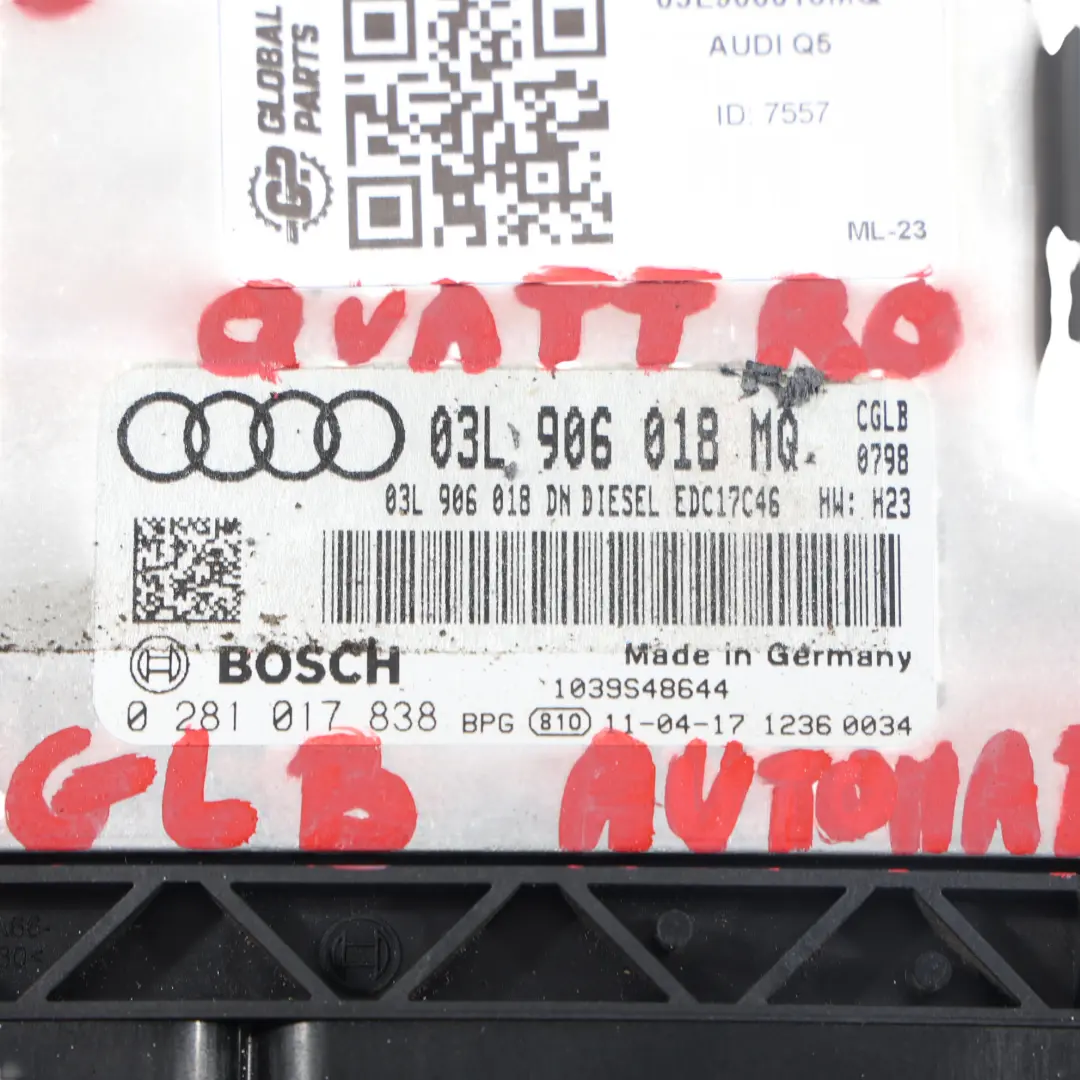 AUDI Q5
ID: 7557
GLOBAL
PARTS
ML-23
QUATTRO
03L 906 018 MQ
CGLB
0798
03L 906 018 DN DIESEL EDC17C46 HW: H23
BOSCH
Made in Germany
1039S48644
0 281 017 838 BPG 810 11-04-17 1236 0034
GLB AUTOMA